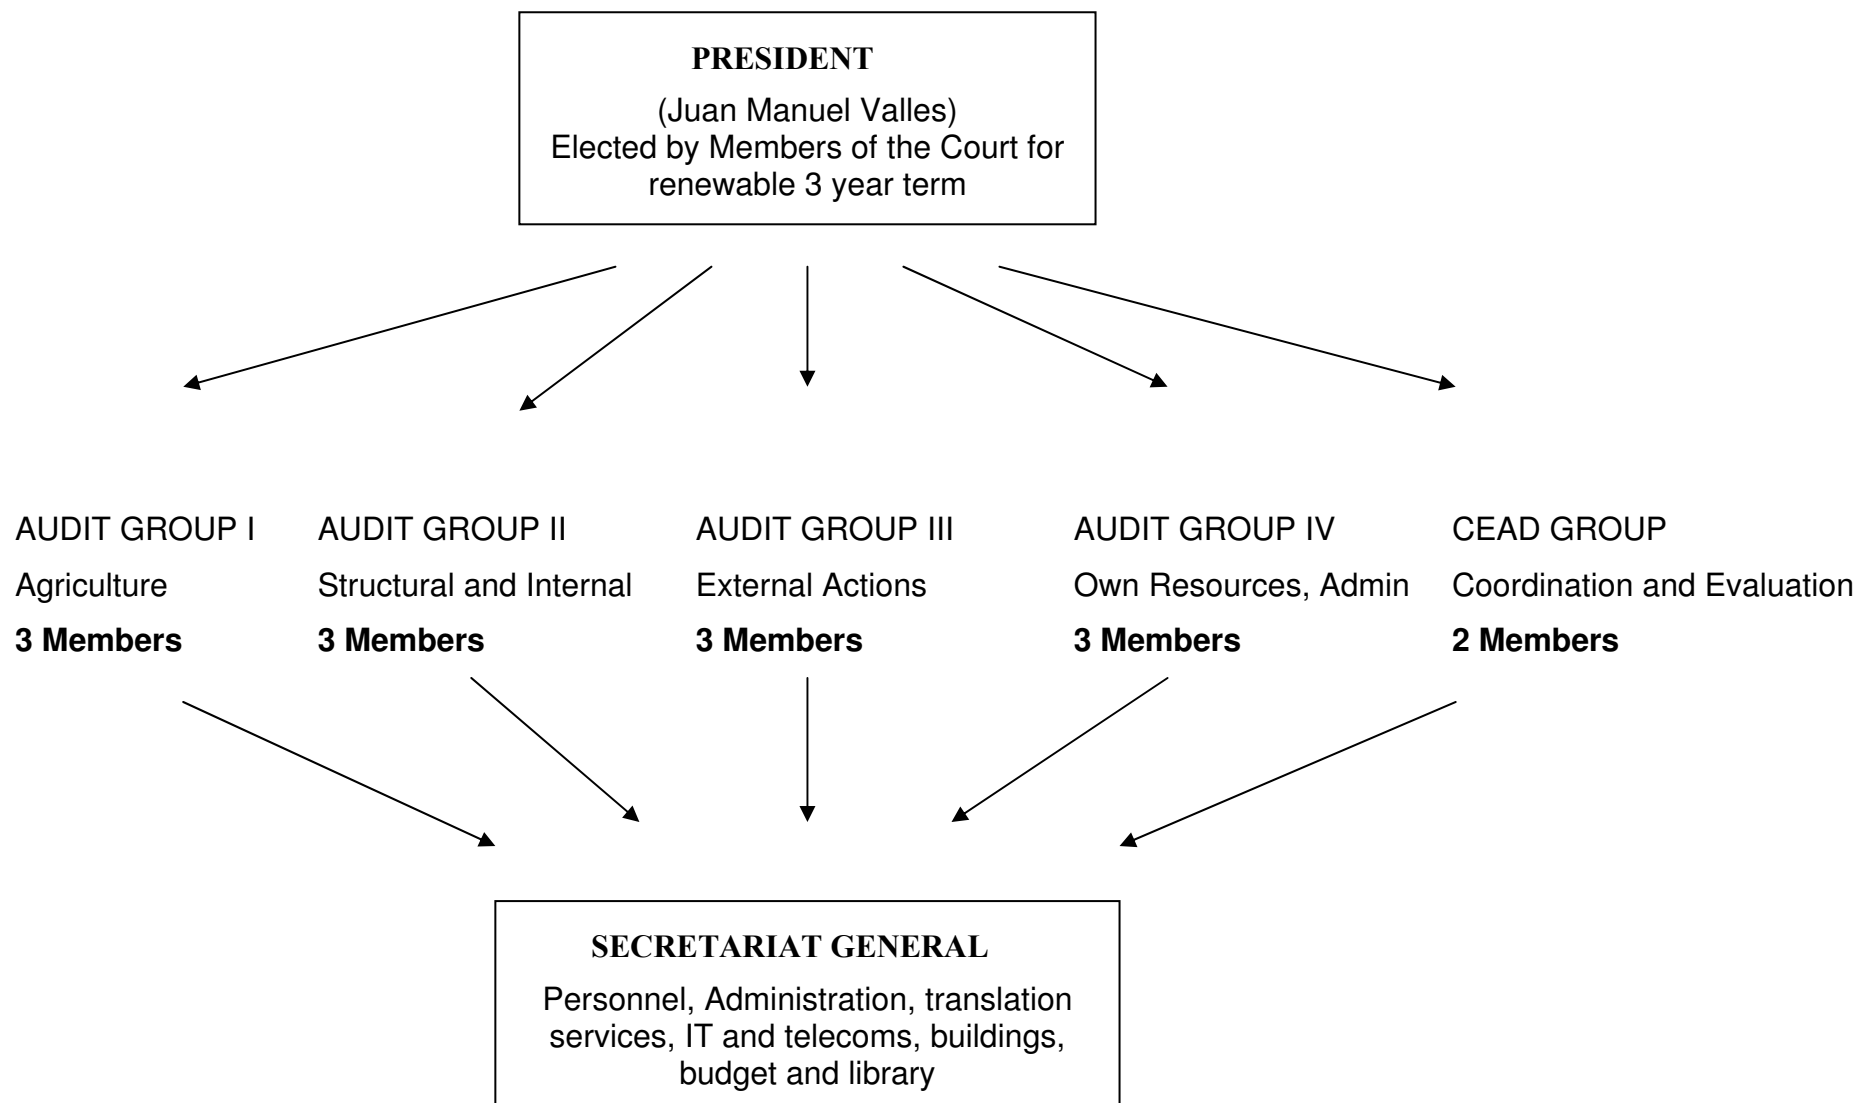 PRESIDENT
(Juan Manuel Valles)
Elected by Members of the Court for
renewable 3 year term
AUDIT GROUP I
Agriculture
3 Members
AUDIT GROUP II
Structural and Internal
3 Members
AUDIT GROUP III
External Actions
3 Members
AUDIT GROUP IV
Own Resources, Admin
3 Members
CEAD GROUP
Coordination and Evaluation
2 Members
SECRETARIAT GENERAL
Personnel, Administration, translation
services, IT and telecoms, buildings,
budget and library